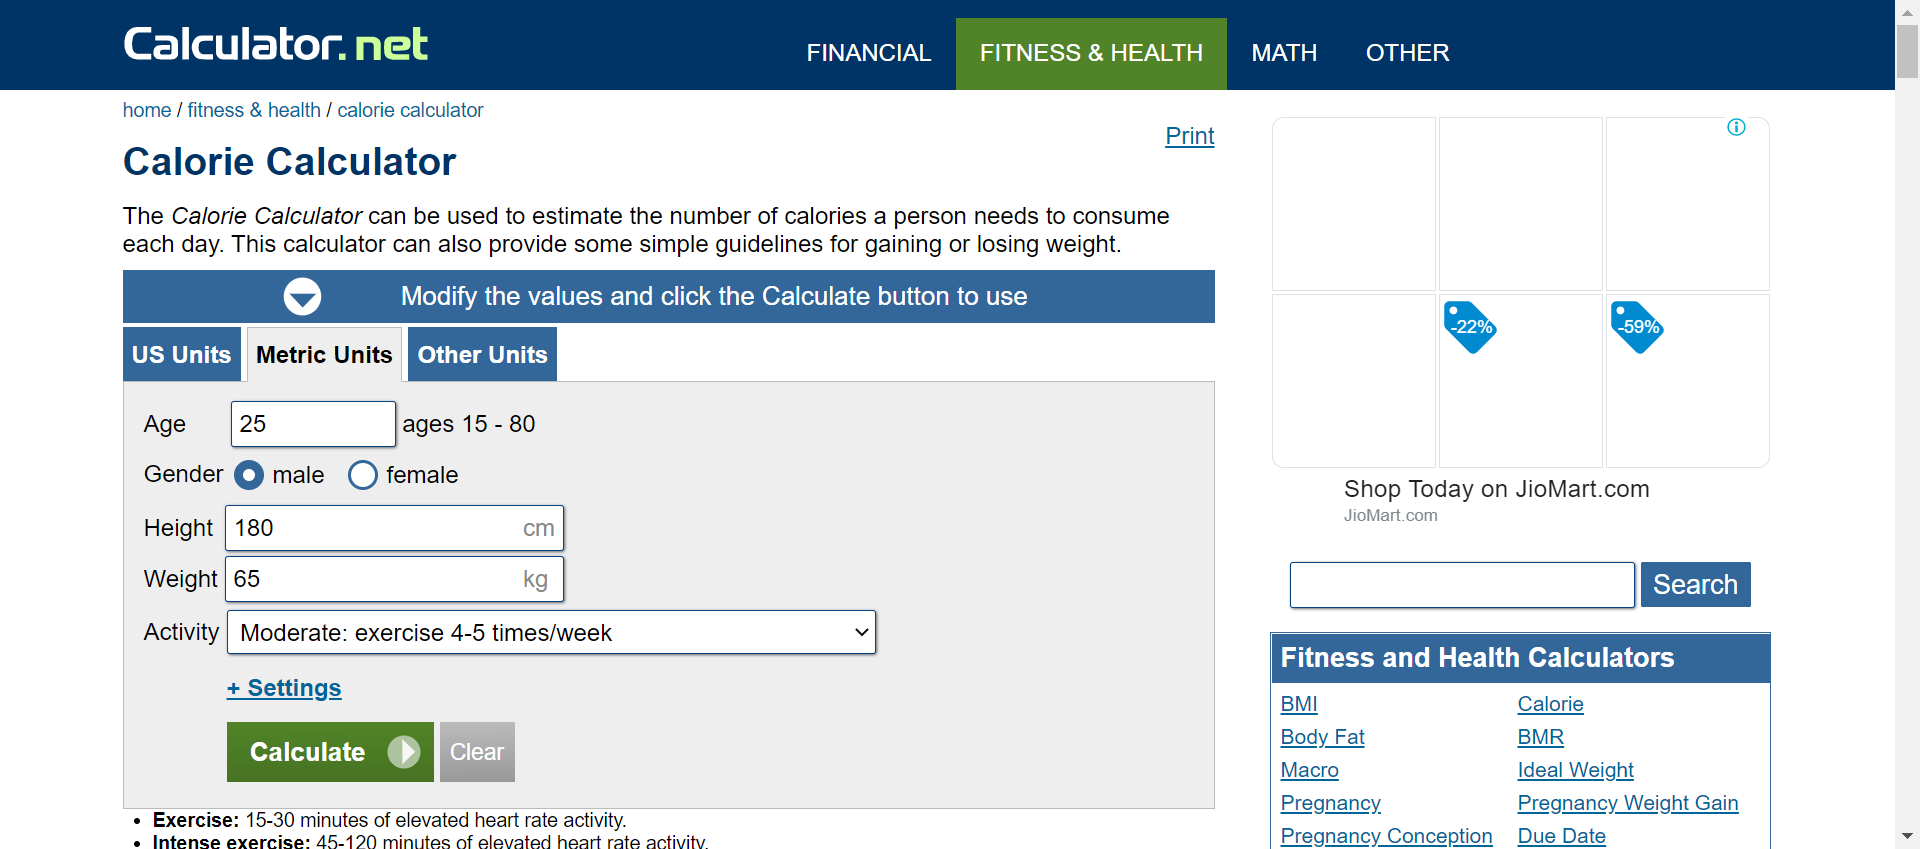 Calculator.net
FINANCIAL
FITNESS & HEALTH
MATH
OTHER
home / fitness & health / calorie calculator
Print
Calorie Calculator
The Calorie Calculator can be used to estimate the number of calories a person needs to consume
each day. This calculator can also provide some simple guidelines for gaining or losing weight.
Modify the values and click the Calculate button to use
US Units
Metric Units
Other Units
Age 25 ages 15 - 80
Gender male female
Height 180 cm
Weight 65 kg
Activity Moderate: exercise 4-5 times/week
+ Settings
Calculate
Clear
Exercise: 15-30 minutes of elevated heart rate activity.
Intense exercise: 45-120 minutes of elevated heart rate activity.
-22%
-59%
Shop Today on JioMart.com
JioMart.com
Search
Fitness and Health Calculators
BMI
Calorie
Body Fat
BMR
Macro
Ideal Weight
Pregnancy
Pregnancy Weight Gain
Pregnancy Conception
Due Date